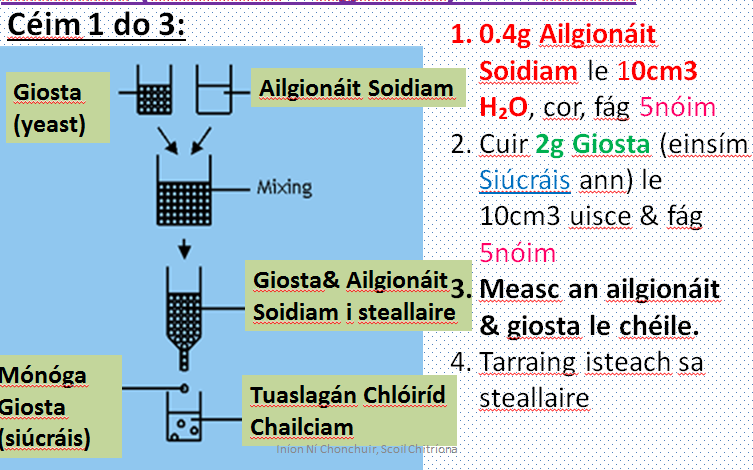 Céim 1 do 3:
Giosta
(yeast)
Ailgionáit Soidiam
Mixing
Giosta& Ailgionáit
Soidiam i steallaire
Mónóga
Giosta
(siúcráis)
Tuaslagán Chlóiríd
Chailciam
1. 0.4g Ailgionáit
Soidiam le 10cm3
H₂O, cor, fág 5nóim
2. Cuir 2g Giosta (einsím
Siúcráis ann) le
10cm3 uisce & fág
5nóim
3. Measc an ailgionáit
& giosta le chéile.
4. Tarraing isteach sa
steallaire
Iníon Ní Chonchuir, Scoil Chitríona